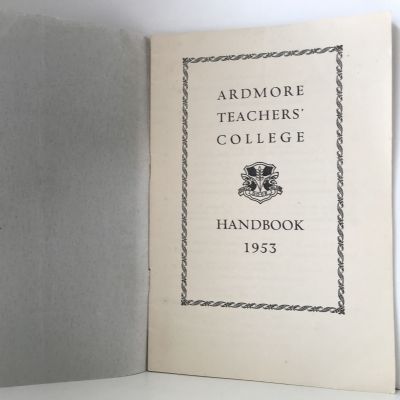 ARDMORE
TEACHERS'
COLLEGE
HANDBOOK
1953